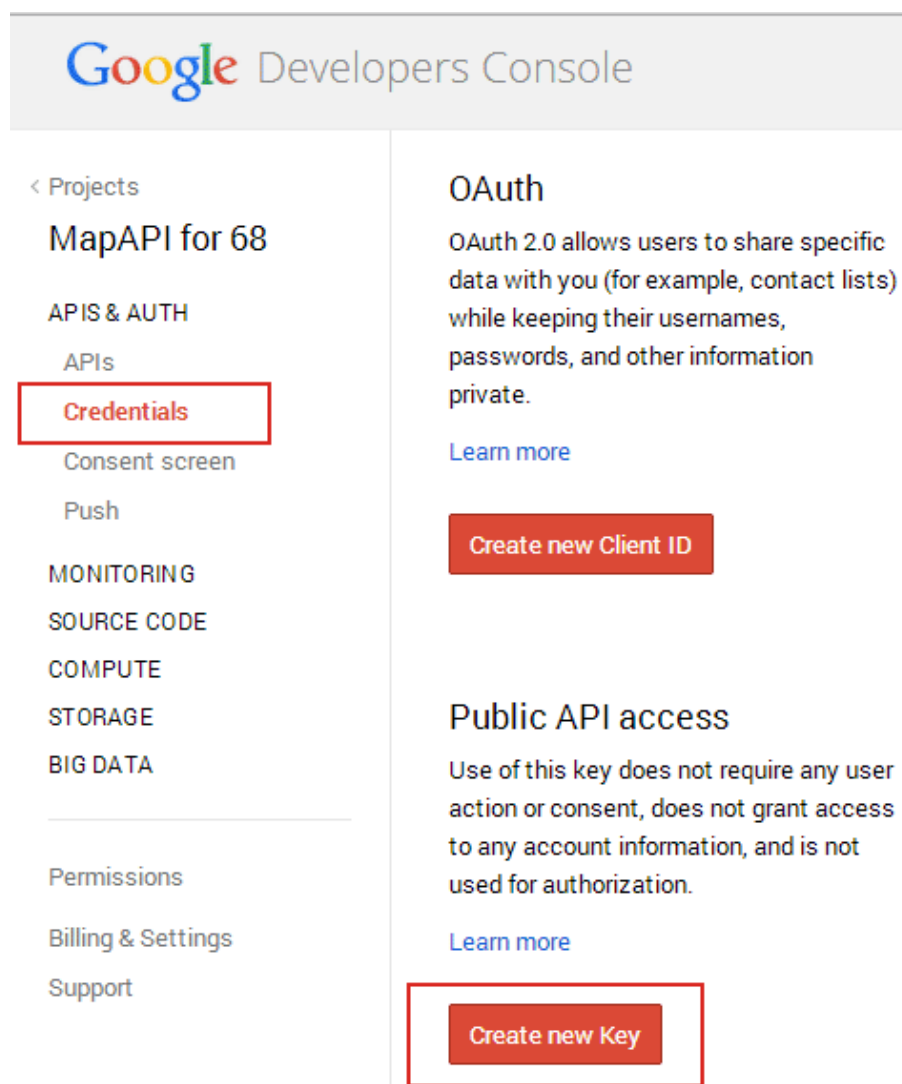 Google Developers Console
< Projects
MapAPI for 68
APIS & AUTH
APIs
Credentials
Consent screen
Push
MONITORING
SOURCE CODE
COMPUTE
STORAGE
BIG DATA
Permissions
Billing & Settings
Support
OAuth
OAuth 2.0 allows users to share specific
data with you (for example, contact lists)
while keeping their usernames,
passwords, and other information
private.
Learn more
Create new Client ID
Public API access
Use of this key does not require any user
action or consent, does not grant access
to any account information, and is not
used for authorization.
Learn more
Create new Key